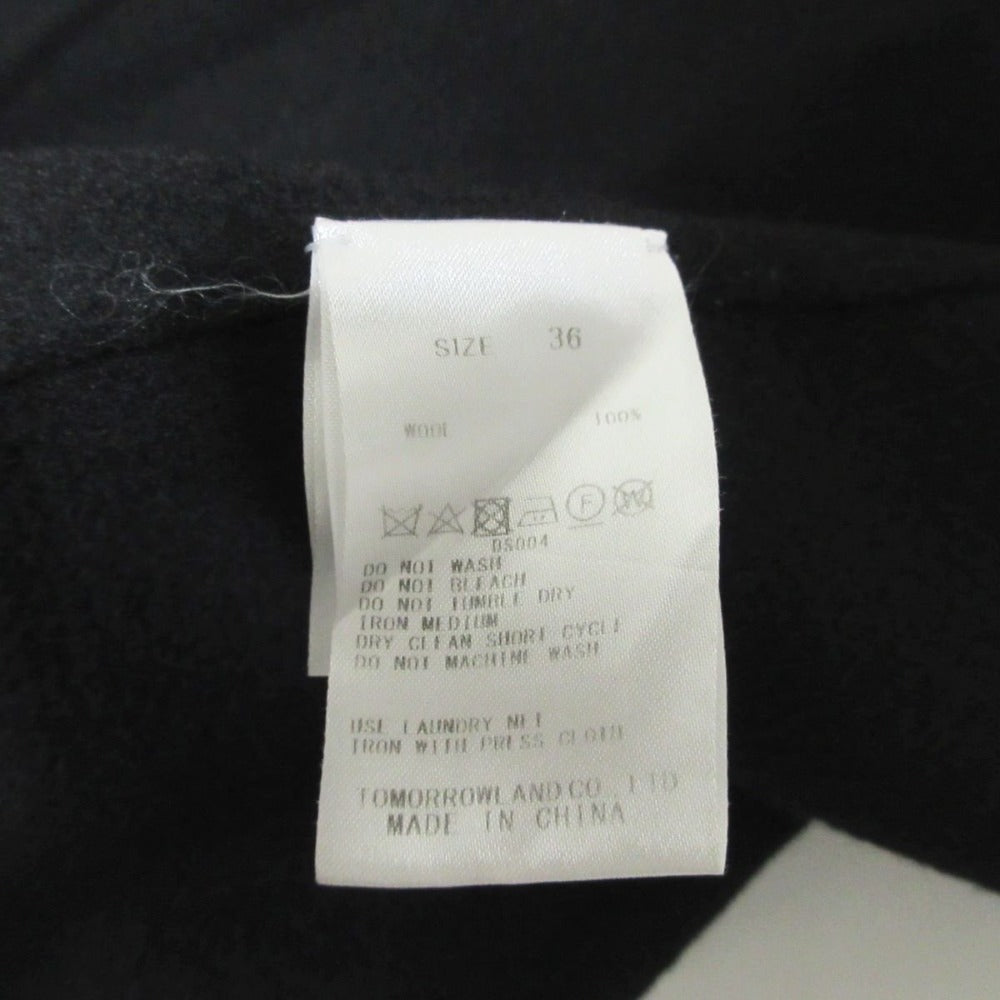 SIZE 36
WOOL 100%
F W
DS004
DO NOT WASH
DO NOT BLEACH
DO NOT TUMBLE DRY
IRON MEDIUM
DRY CLEAN SHORT CYCLE
DO NOT MACHINE WASH
USE LAUNDRY NET
IRON WITH PRESS CLOTH
TOMORROWLAND CO., LTD
MADE IN CHINA